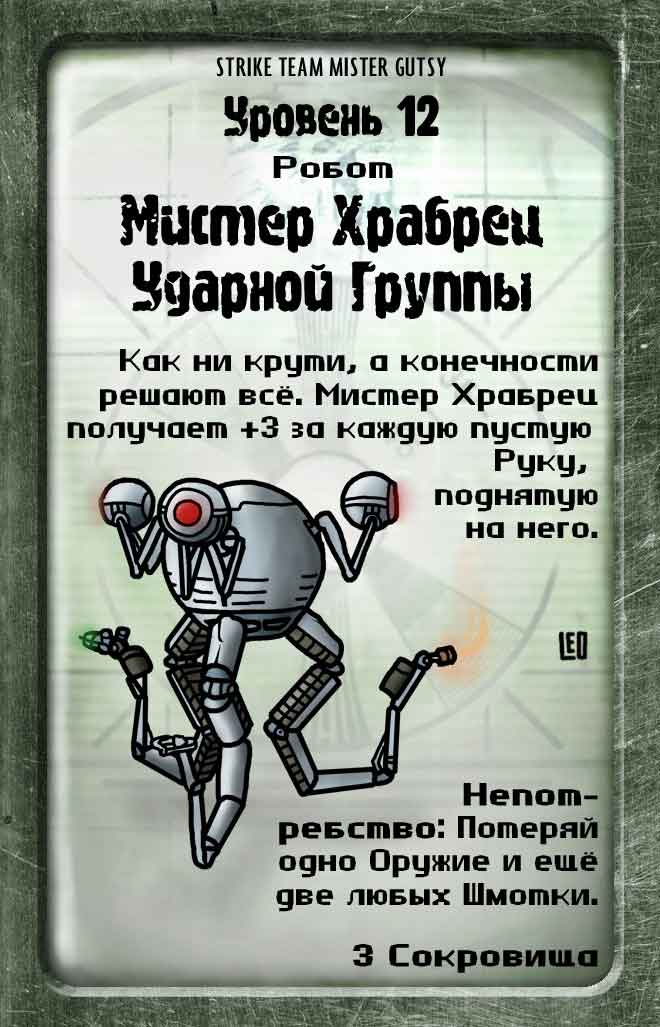 STRIKE TEAM MISTER GUTSY
Уровень 12
Робот
Мистер Храбрец
Ударной Группы
Как ни крути, а конечности
решают всё. Мистер Храбрец
получает +3 за каждую пустую
Руку,
поднятую
на него.
LEO
Непот-
ребство: Потеряй
одно Оружие и ещё
две любых Шмотки.
3 Сокровища